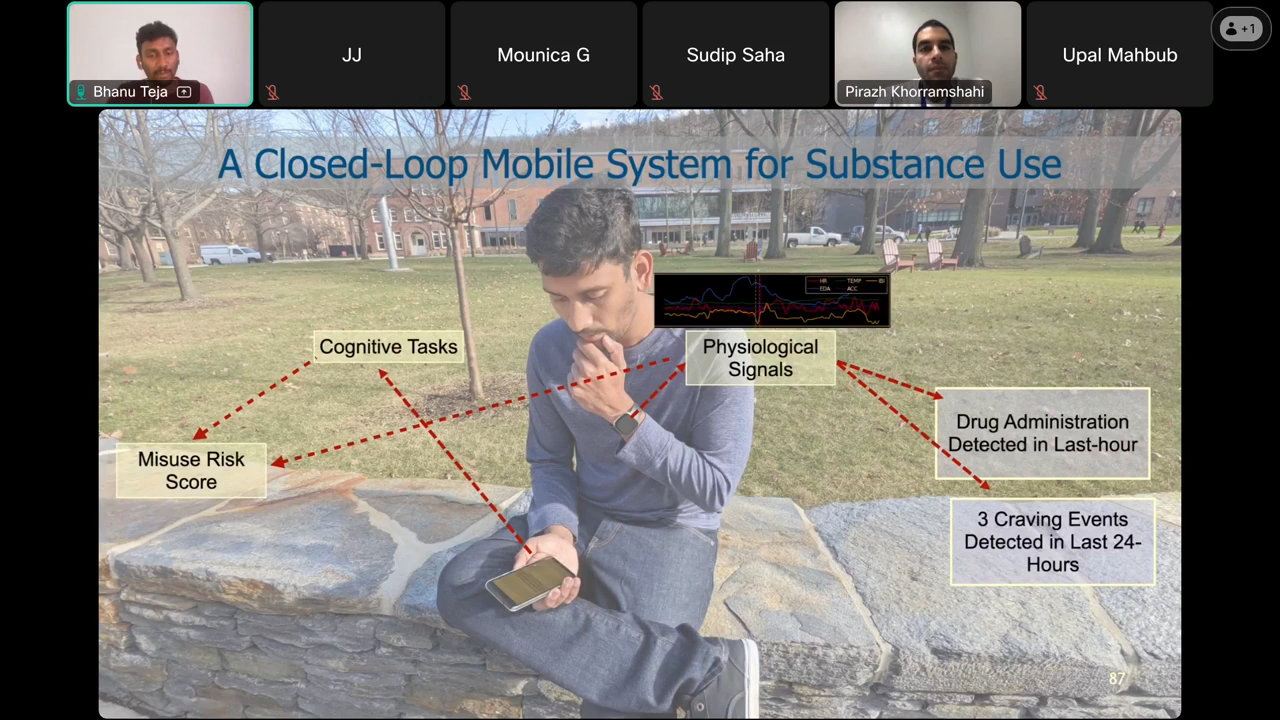 Bhanu Teja
JJ
Mounica G
Sudip Saha
Pirazh Khorramshahi
Upal Mahbub
+1
A Closed-Loop Mobile System for Substance Use
HR TEMP IBI
EDA ACC
Cognitive Tasks
Physiological
Signals
Drug Administration
Detected in Last-hour
Misuse Risk
Score
3 Craving Events
Detected in Last 24-
Hours
87